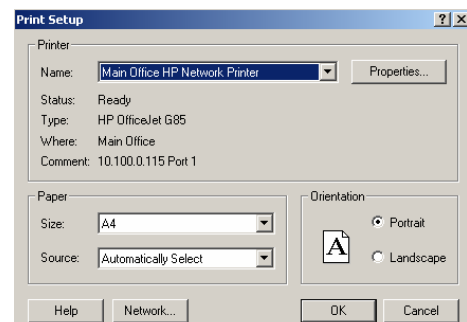 Print Setup
Printer
Name: Main Office HP Network Printer Properties...
Status: Ready
Type: HP OfficeJet G85
Where: Main Office
Comment: 10.100.0.115 Port 1
Paper
Size: A4
Source: Automatically Select
Orientation
A
Portrait
Landscape
Help Network... OK Cancel